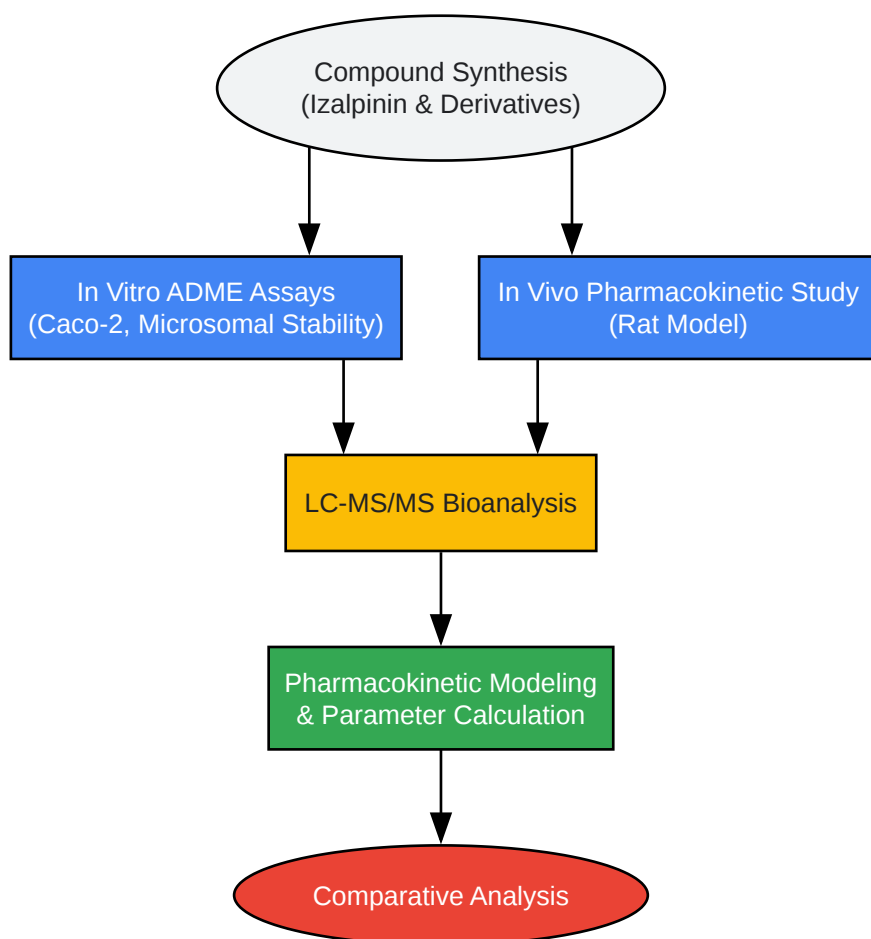 Compound Synthesis
(Izalpinin & Derivatives)
In Vitro ADME Assays
(Caco-2, Microsomal Stability)
In Vivo Pharmacokinetic Study
(Rat Model)
LC-MS/MS Bioanalysis
Pharmacokinetic Modeling
& Parameter Calculation
Comparative Analysis